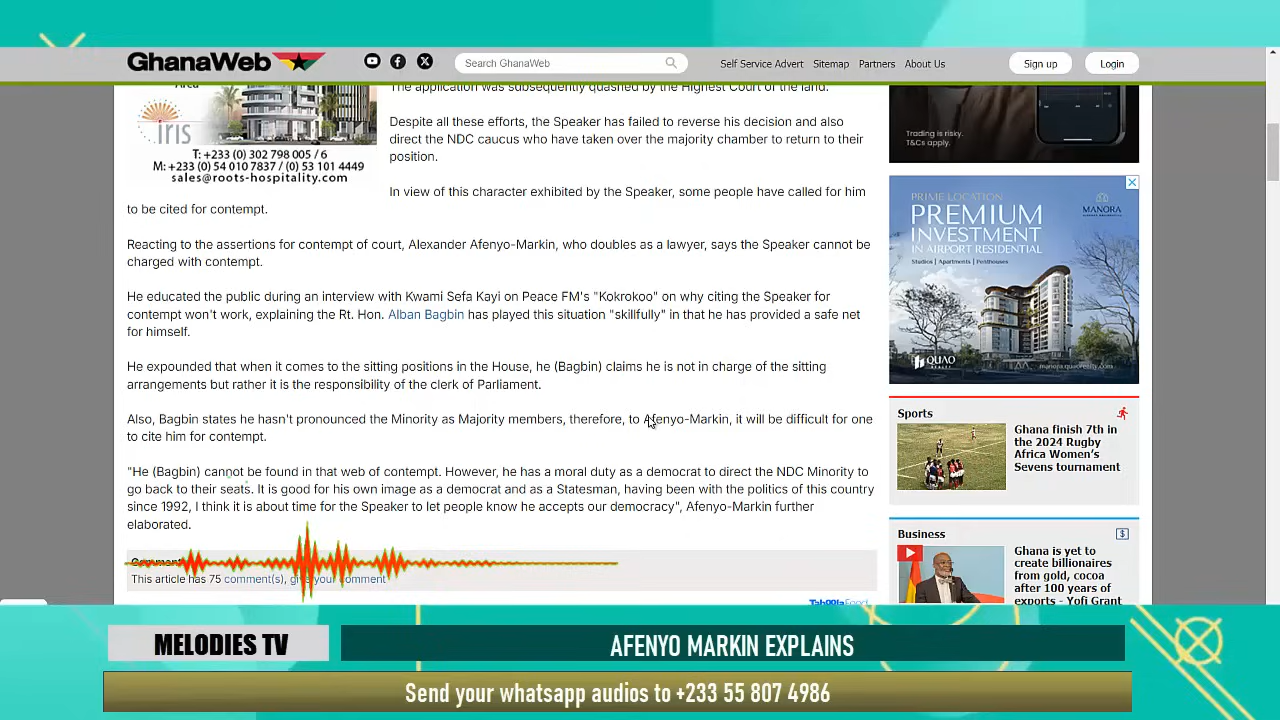 GhanaWeb
Search GhanaWeb
Self Service Advert
Sitemap
Partners
About Us
Sign up
Login
Area
iris
T: +233 (0) 302 798 005 / 6
M: +233 (0) 54 010 7837 / (0) 53 101 4449
sales@roots-hospitality.com
The application was subsequently quashed by the Highest Court of the land.
Despite all these efforts, the Speaker has failed to reverse his decision and also
direct the NDC caucus who have taken over the majority chamber to return to their
position.
In view of this character exhibited by the Speaker, some people have called for him
to be cited for contempt.
Reacting to the assertions for contempt of court, Alexander Afenyo-Markin, who doubles as a lawyer, says the Speaker cannot be
charged with contempt.
He educated the public during an interview with Kwami Sefa Kayi on Peace FM's "Kokrokoo" on why citing the Speaker for
contempt won't work, explaining the Rt. Hon. Alban Bagbin has played this situation "skillfully" in that he has provided a safe net
for himself.
He expounded that when it comes to the sitting positions in the House, he (Bagbin) claims he is not in charge of the sitting
arrangements but rather it is the responsibility of the clerk of Parliament.
Also, Bagbin states he hasn't pronounced the Minority as Majority members, therefore, to Afenyo-Markin, it will be difficult for one
to cite him for contempt.
"He (Bagbin) cannot be found in that web of contempt. However, he has a moral duty as a democrat to direct the NDC Minority to
go back to their seats. It is good for his own image as a democrat and as a Statesman, having been with the politics of this country
since 1992, I think it is about time for the Speaker to let people know he accepts our democracy", Afenyo-Markin further
elaborated.
This article has 75 comment(s), give your comment
Taboola Feed
Trading is risky.
T&Cs apply.
PRIME LOCATION
PREMIUM
INVESTMENT
IN AIRPORT RESIDENTIAL
Studios | Apartments | Penthouses
MANORA
QUAO
REALTY
manora.quaorealty.com
Sports
Ghana finish 7th in
the 2024 Rugby
Africa Women's
Sevens tournament
Business
Ghana is yet to
create billionaires
from gold, cocoa
after 100 years of
exports - Yofi Grant
MELODIES TV
AFENYO MARKIN EXPLAINS
Send your whatsapp audios to +233 55 807 4986